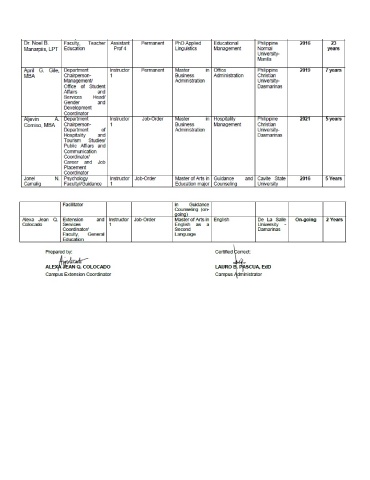 Dr. Noel B. Manarpiis, LPT | Faculty, Teacher Education | Assistant Prof 4 | Permanent | PhD Applied Linguistics | Educational Management | Philippine Normal University- Manila | 2016 | 23 years
April G. Gile, MBA | Department Chairperson- Management/ Office of Student Affairs and Services Head/ Gender and Development Coordinator | Instructor 1 | Permanent | Master in Business Administration | Office Administration | Philippine Christian University- Dasmarinas | 2019 | 7 years
A. MBA | Department Chairperson- Department of Hospitality and Tourism Studies/ Public Affairs and Communication Coordinator/ Career and Job Placement Coordinator | Instructor 1 | Job-Order | Master in Business Administration | Hospitality Management | Philippine Christian University- Dasmarinas | 2021 | 5 years
N. | Psychology Faculty/Guidance | Instructor 1 | Job-Order | Master of Arts in Education major | Guidance and Counseling | Cavite State University | 2016 | 5 Years
Facilitator | in Guidance Counseling (on-going)
Alexa Jean Q. Colocado | Extension and Services Coordinator/ Faculty, General Education | Instructor 1 | Job-Order | Master of Arts in English as a Second Language | English | De La Salle University – Dasmarinas | On-going | 2 Years
Prepared by: Certified Correct:
ALEXA JEAN Q. COLOCADO LAURO B. PASCUA, EdD
Campus Extension Coordinator Campus Administrator